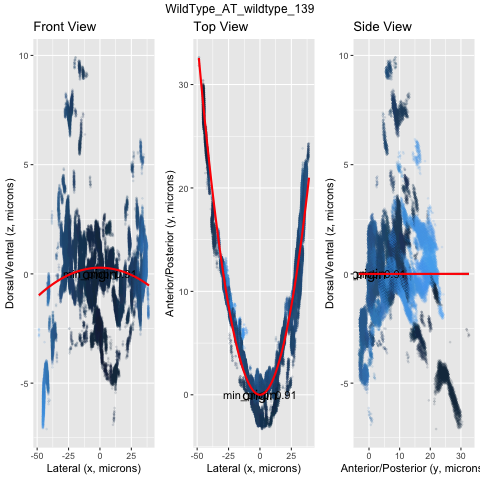 WildType_AT_wildtype_139
Front View
Top View
Side View
Dorsal/Ventral (z, microns)
10
5
0
-5
-50
-25
0
25
Lateral (x, microns)
Anterior/Posterior (y, microns)
30
20
10
0
-50
-25
0
25
Lateral (x, microns)
Dorsal/Ventral (z, microns)
10
5
0
-5
0
10
20
30
Anterior/Posterior (y, microns